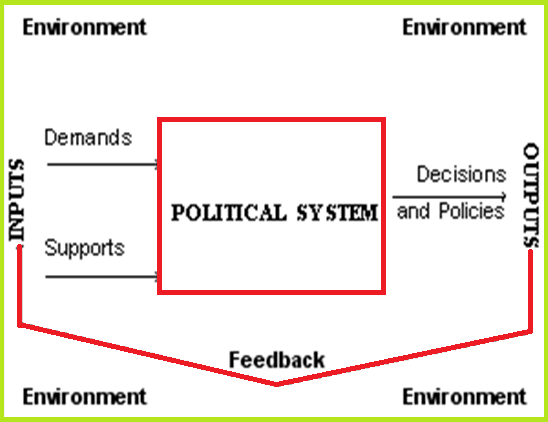 Environment
Environment
Demands
INPUTS
POLITICAL SYSTEM
Supports
Decisions
and Policies
OUTPUTS
Feedback
Environment
Environment